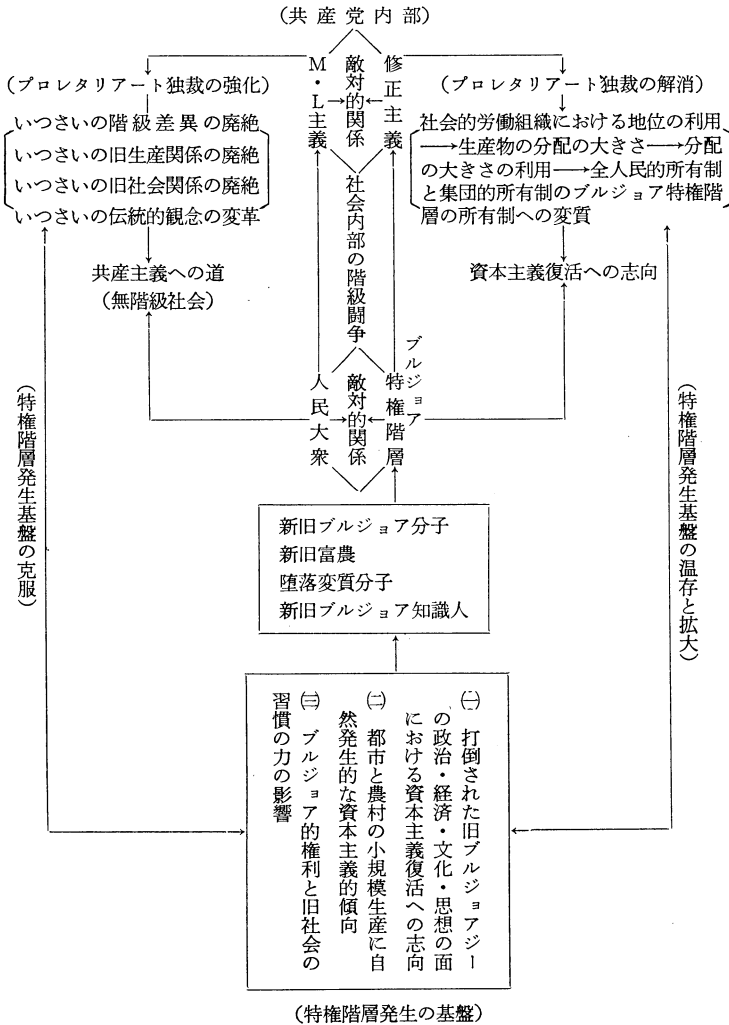 (共産党内部)
M・L主義
敵対的関係
修正主義
(プロレタリアート独裁の強化)
いつさいの階級差異の廃絶
いつさいの旧生産関係の廃絶
いつさいの旧社会関係の廃絶
いつさいの伝統的観念の変革
共産主義への道
(無階級社会)
(プロレタリアート独裁の解消)
社会的労働組織における地位の利用
→生産物の分配の大きさ→分配
の大きさの利用→全人民的所有制
と集団的所有制のブルジョア特権階
層の所有制への変質
資本主義復活への志向
社会内部の階級闘争
人民大衆
敵対的関係
ブルジョア
特権階層
(特権階層発生基盤の克服)
(特権階層発生基盤の温存と拡大)
新旧ブルジョア分子
新旧富農
堕落変質分子
新旧ブルジョア知識人
㈠ 打倒された旧ブルジョアジー
の政治・経済・文化・思想の面
における資本主義復活への志向
㈡ 都市と農村の小規模生産に自
然発生的な資本主義的傾向
㈢ ブルジョア的権利と旧社会の
習慣の力の影響
(特権階層発生の基盤)